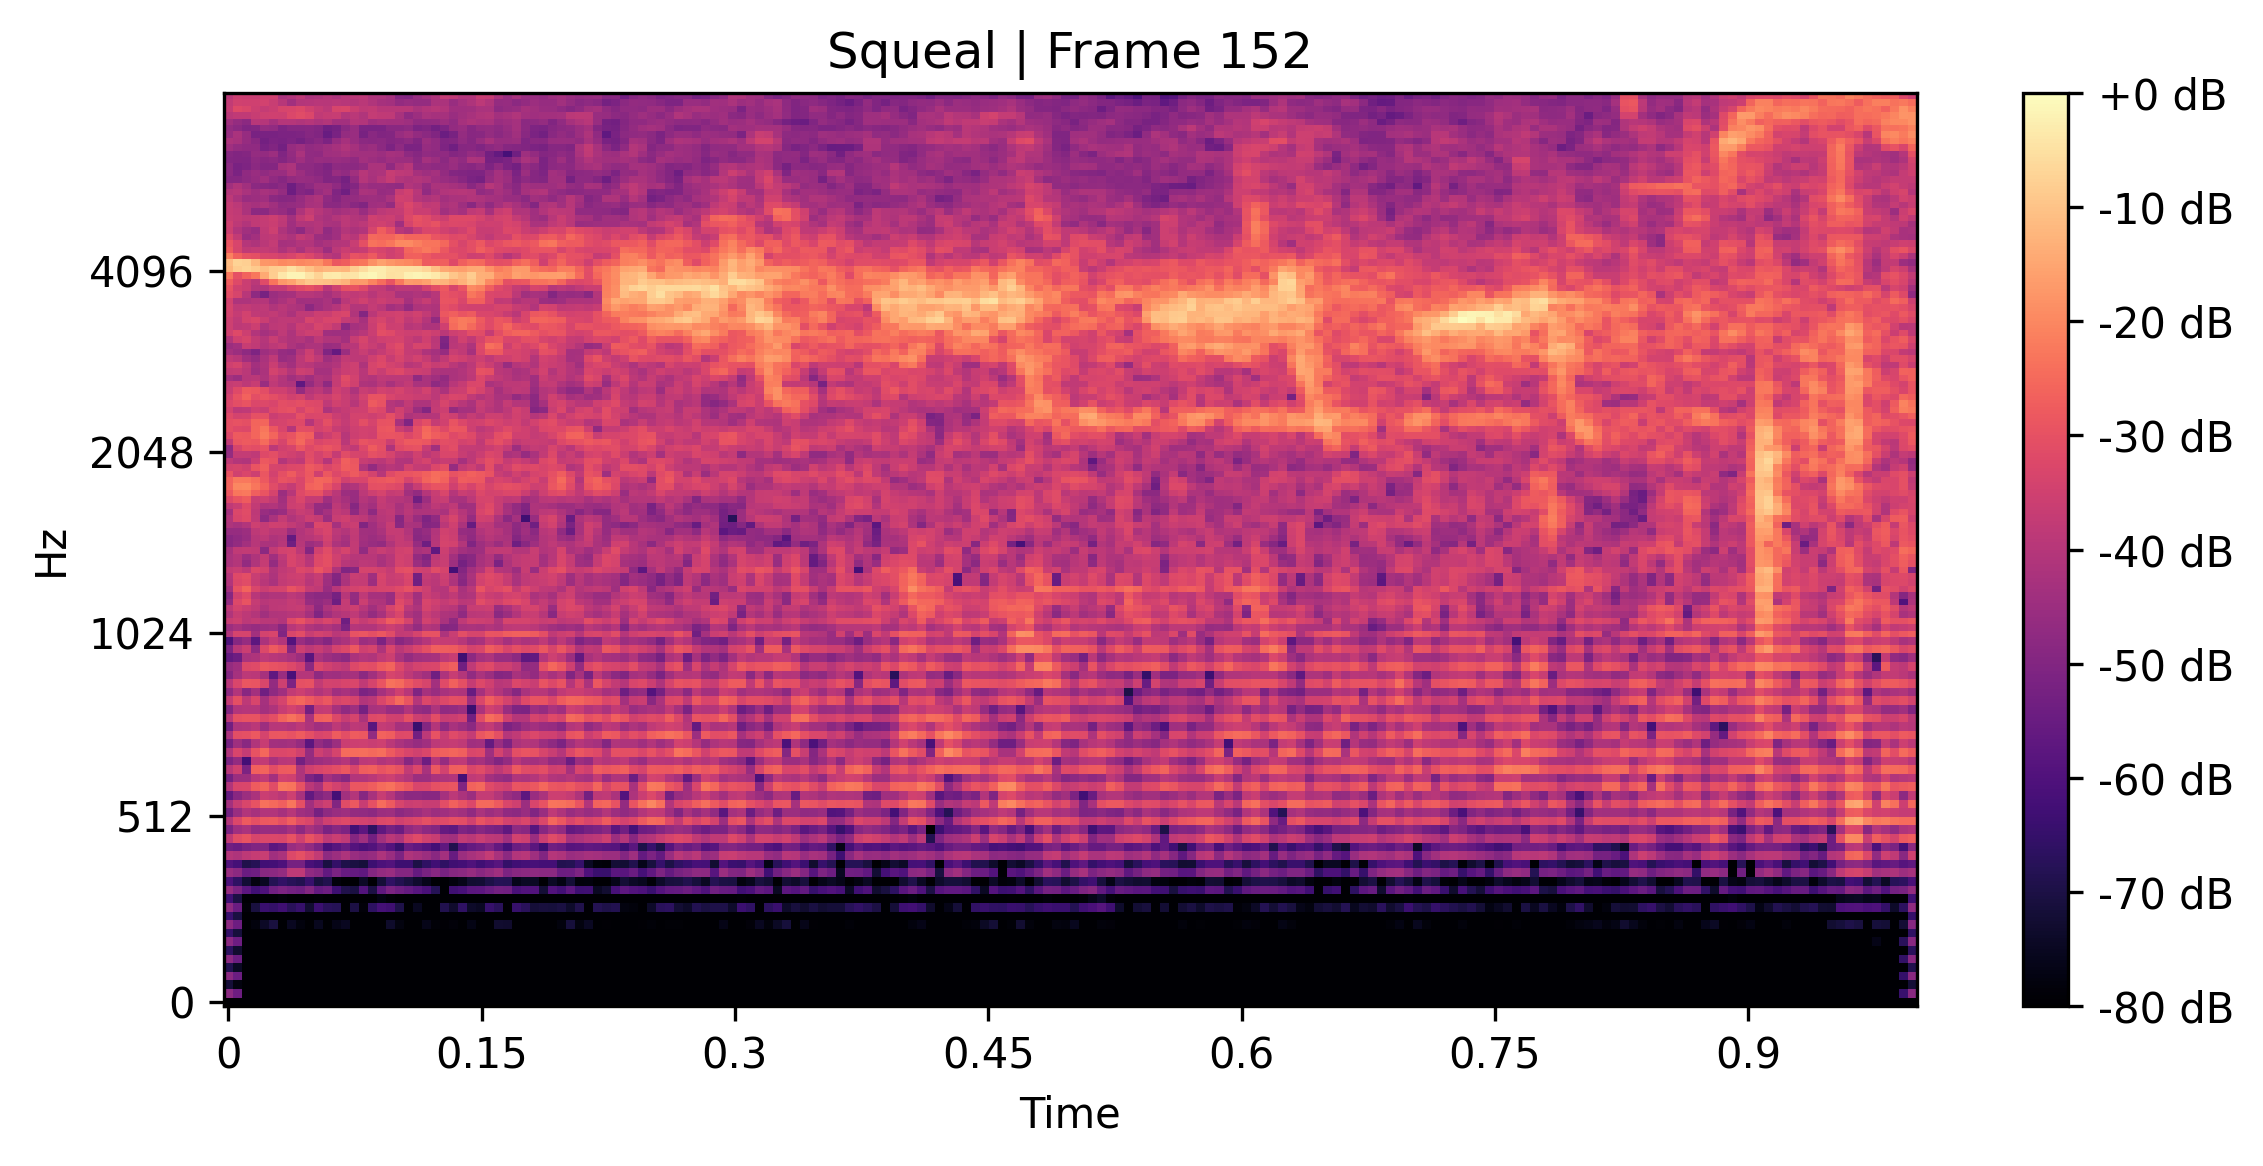 Squeal | Frame 152
+0 dB
-10 dB
-20 dB
-30 dB
-40 dB
-50 dB
-60 dB
-70 dB
-80 dB
Hz
4096
2048
1024
512
0
0 0.15 0.3 0.45 0.6 0.75 0.9
Time